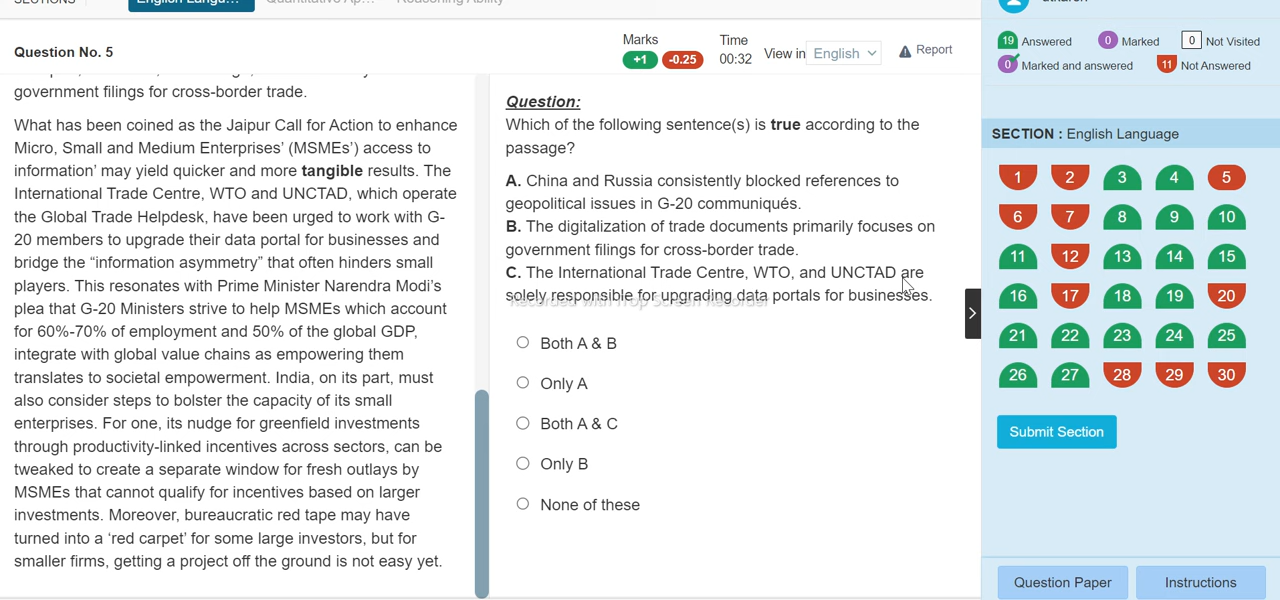 Question No. 5
Marks
+1
-0.25
Time
00:32
View in
English
Report
government filings for cross-border trade.
What has been coined as the Jaipur Call for Action to enhance
Micro, Small and Medium Enterprises' (MSMEs') access to
information' may yield quicker and more tangible results. The
International Trade Centre, WTO and UNCTAD, which operate
the Global Trade Helpdesk, have been urged to work with G-
20 members to upgrade their data portal for businesses and
bridge the “information asymmetry” that often hinders small
players. This resonates with Prime Minister Narendra Modi's
plea that G-20 Ministers strive to help MSMEs which account
for 60%-70% of employment and 50% of the global GDP,
integrate with global value chains as empowering them
translates to societal empowerment. India, on its part, must
also consider steps to bolster the capacity of its small
enterprises. For one, its nudge for greenfield investments
through productivity-linked incentives across sectors, can be
tweaked to create a separate window for fresh outlays by
MSMEs that cannot qualify for incentives based on larger
investments. Moreover, bureaucratic red tape may have
turned into a ‘red carpet’ for some large investors, but for
smaller firms, getting a project off the ground is not easy yet.
Question:
Which of the following sentence(s) is true according to the
passage?
A. China and Russia consistently blocked references to
geopolitical issues in G-20 communiqués.
B. The digitalization of trade documents primarily focuses on
government filings for cross-border trade.
C. The International Trade Centre, WTO, and UNCTAD are
solely responsible for upgrading data portals for businesses.
Recorded with iTop Screen Recorder
Both A & B
Only A
Both A & C
Only B
None of these
19 Answered
0 Marked
0 Not Visited
0 Marked and answered
11 Not Answered
SECTION : English Language
1 2 3 4 5
6 7 8 9 10
11 12 13 14 15
16 17 18 19 20
21 22 23 24 25
26 27 28 29 30
Submit Section
Question Paper
Instructions